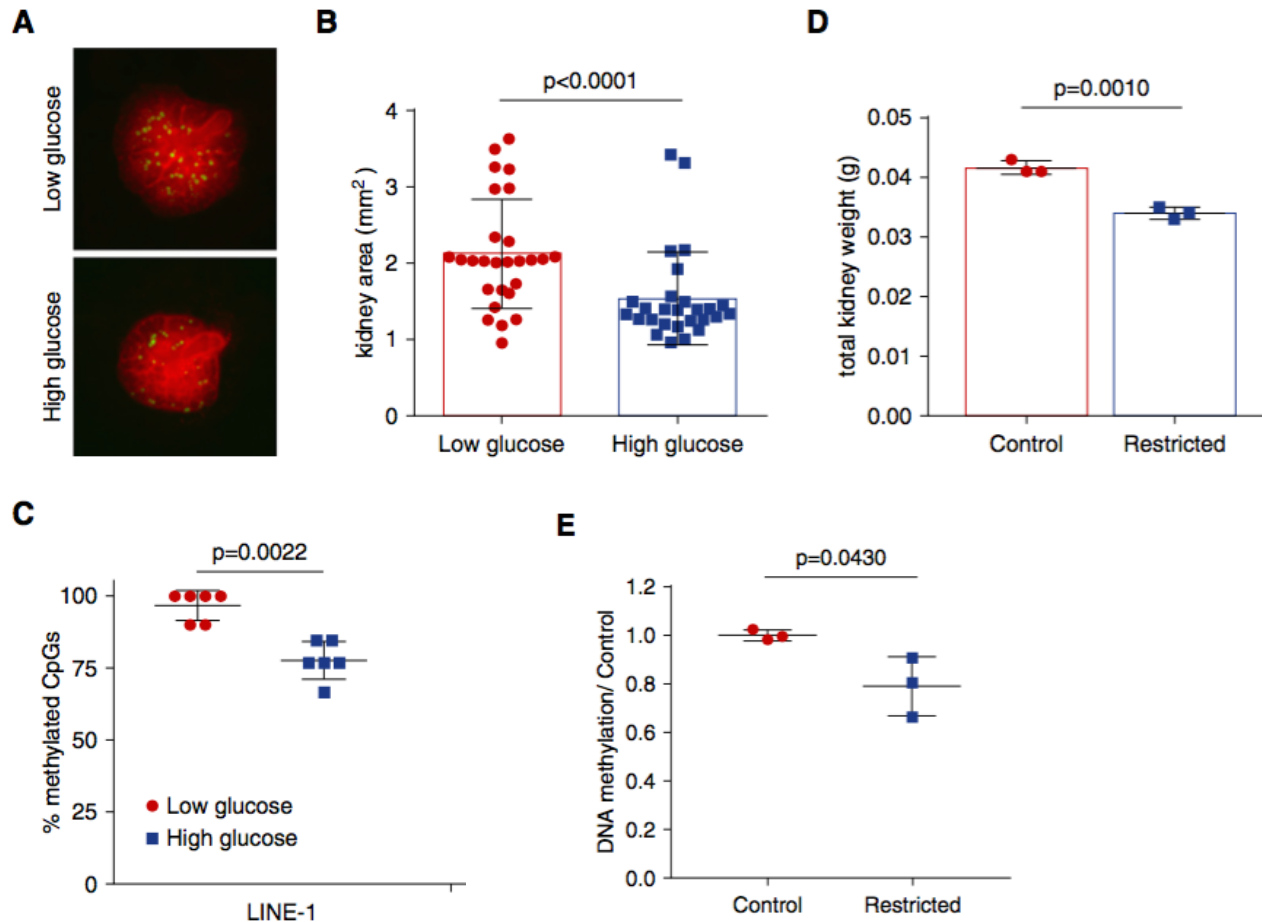 A
Low glucose
High glucose
B
p<0.0001
kidney area (mm²)
4
3
2
1
0
Low glucose
High glucose
D
p=0.0010
total kidney weight (g)
0.05
0.04
0.03
0.02
0.01
0.00
Control
Restricted
C
p=0.0022
% methylated CpGs
100
75
50
25
0
Low glucose
High glucose
LINE-1
E
p=0.0430
DNA methylation/ Control
1.2
1.0
0.8
0.6
0.4
0.2
0.0
Control
Restricted